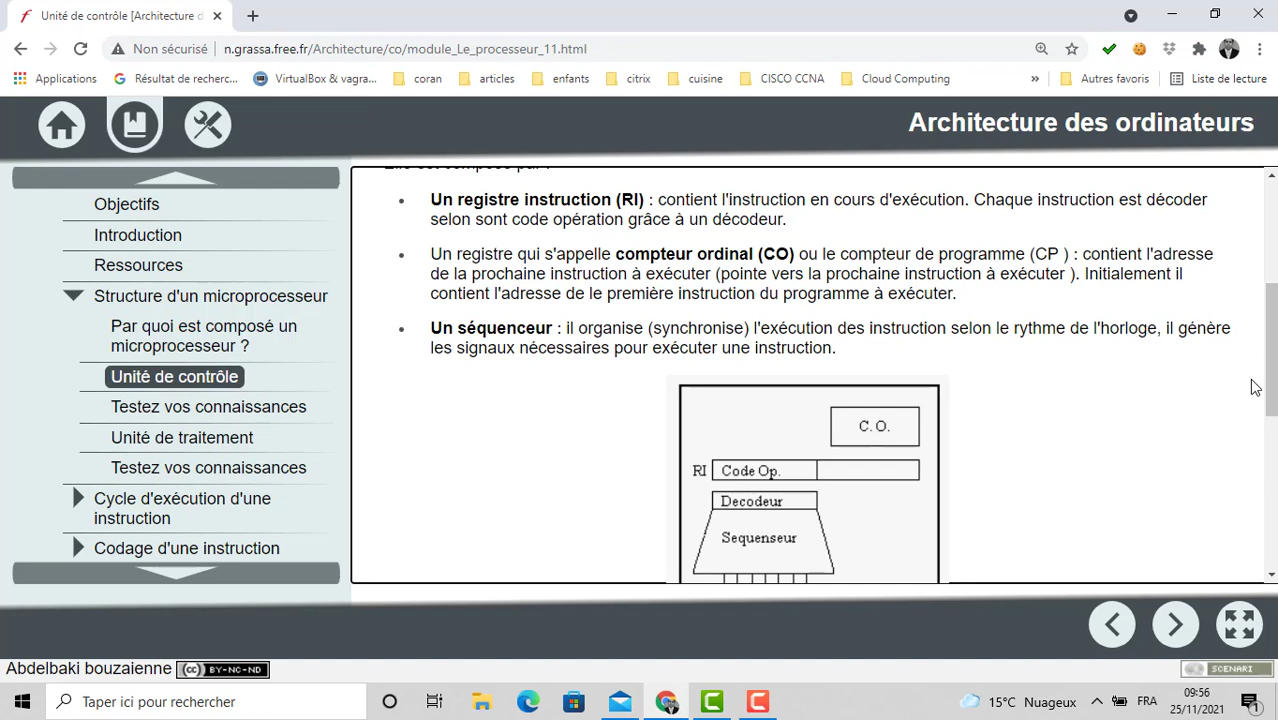 Unité de contrôle [Architecture d
Non sécurisé n.grassa.free.fr/Architecture/co/module_Le_processeur_11.html
Applications Résultat de recherc... VirtualBox & vagra... coran articles enfants citrix cuisine CISCO CCNA Cloud Computing » Autres favoris Liste de lecture
Architecture des ordinateurs
Objectifs
Introduction
Ressources
Structure d'un microprocesseur
Par quoi est composé un
microprocesseur ?
Unité de contrôle
Testez vos connaissances
Unité de traitement
Testez vos connaissances
Cycle d'exécution d'une
instruction
Codage d'une instruction
Un registre instruction (RI) : contient l'instruction en cours d'exécution. Chaque instruction est décoder
selon sont code opération grâce à un décodeur.
Un registre qui s'appelle compteur ordinal (CO) ou le compteur de programme (CP ) : contient l'adresse
de la prochaine instruction à exécuter (pointe vers la prochaine instruction à exécuter ). Initialement il
contient l'adresse de le première instruction du programme à exécuter.
Un séquenceur : il organise (synchronise) l'exécution des instruction selon le rythme de l'horloge, il génère
les signaux nécessaires pour exécuter une instruction.
C. O.
RI Code Op.
Decodeur
Sequenseur
Abdelbaki bouzaienne cc BY-NC-ND
SCENARI
Taper ici pour rechercher
15°C Nuageux
FRA
09:56
25/11/2021
1